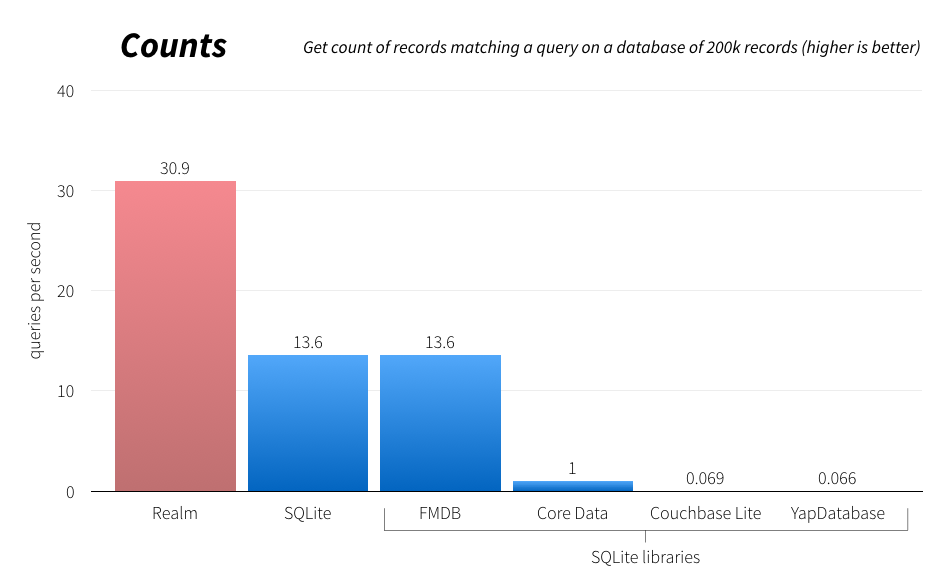 Counts
Get count of records matching a query on a database of 200k records (higher is better)
queries per second
40
30
20
10
0
30.9
13.6
13.6
1
0.069
0.066
Realm
SQLite
FMDB
Core Data
Couchbase Lite
YapDatabase
SQLite libraries